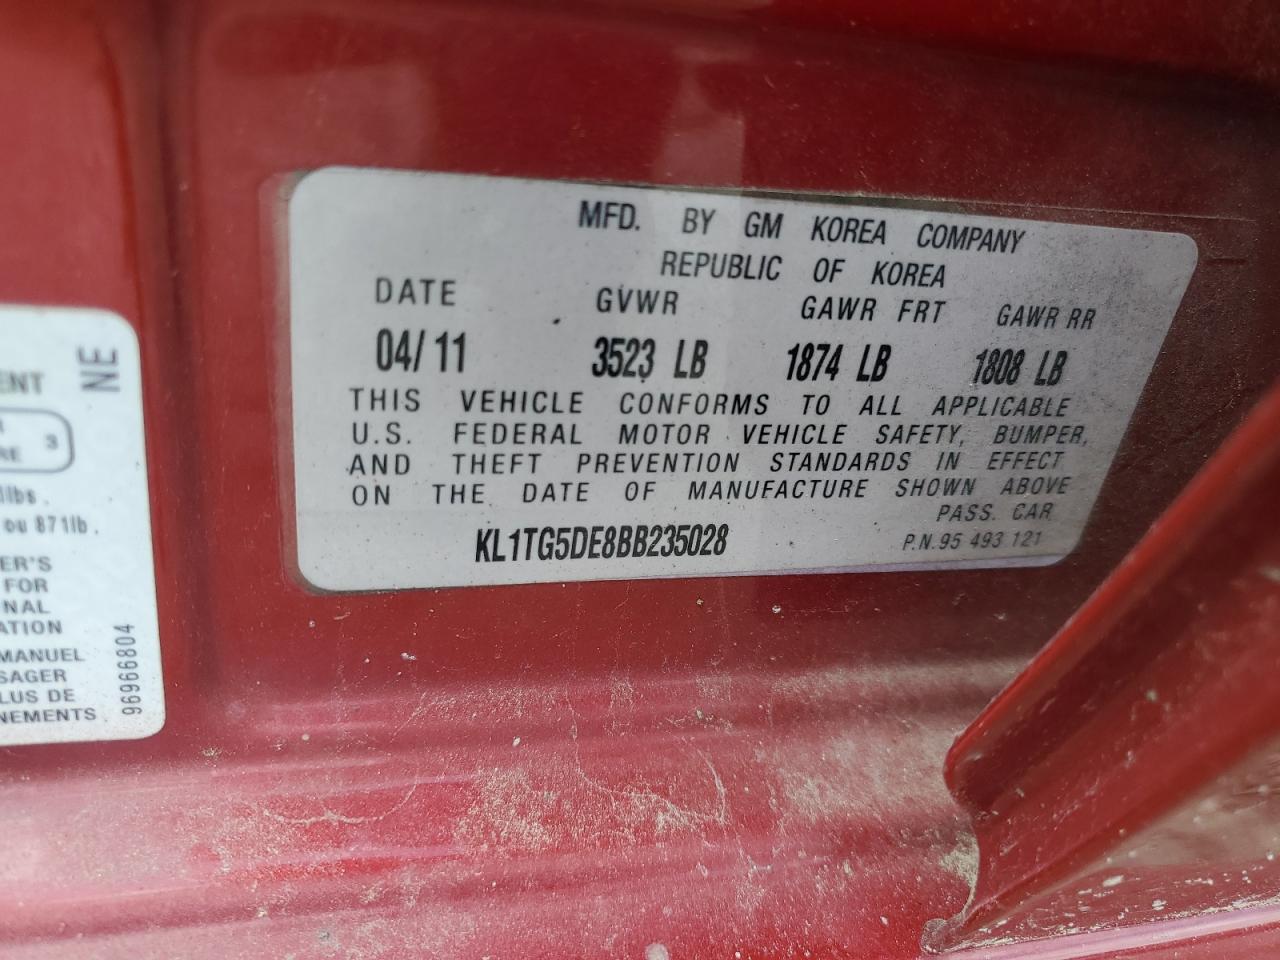 MFD. BY GM KOREA COMPANY
REPUBLIC OF KOREA
DATE GVWR GAWR FRT GAWR RR
04/11 3523 LB 1874 LB 1808 LB
THIS VEHICLE CONFORMS TO ALL APPLICABLE
U.S. FEDERAL MOTOR VEHICLE SAFETY, BUMPER,
AND THEFT PREVENTION STANDARDS IN EFFECT
ON THE DATE OF MANUFACTURE SHOWN ABOVE
PASS. CAR
KL1TG5DE8BB235028 P.N.95 493 121
NE
ENT
3
lbs.
ou 871lb.
ER'S
FOR
NAL
ATION
MANUEL
SAGER
LUS DE
NEMENTS
96966804